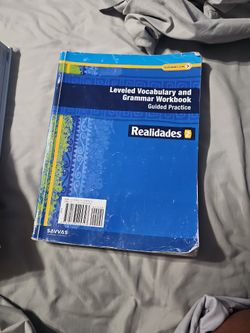 Leveled Vocabulary and
Grammar Workbook
Guided Practice
Realidades
SAVVAS